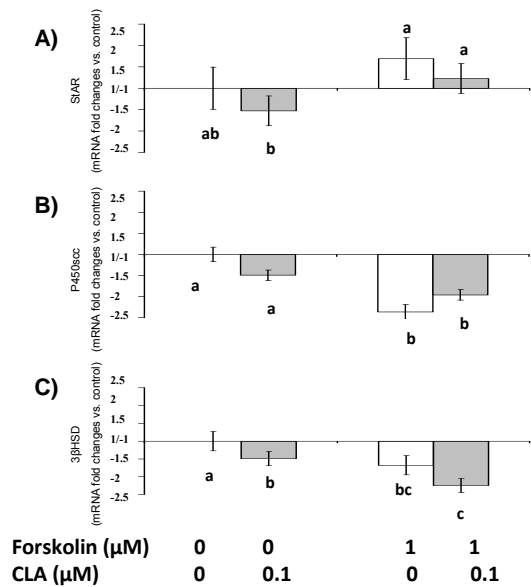 A)
StAR
(mRNA fold changes vs. control)
2.5
2
1.5
1/-1
-1.5
-2
-2.5
ab
b
a
a
B)
P450scc
(mRNA fold changes vs. control)
2.5
2
1.5
1/-1
-1.5
-2
-2.5
a
a
b
b
C)
3βHSD
(mRNA fold changes vs. control)
2.5
2
1.5
1/-1
-1.5
-2
-2.5
a
b
bc
c
Forskolin (µM) 0 0 1 1
CLA (µM) 0 0.1 0 0.1